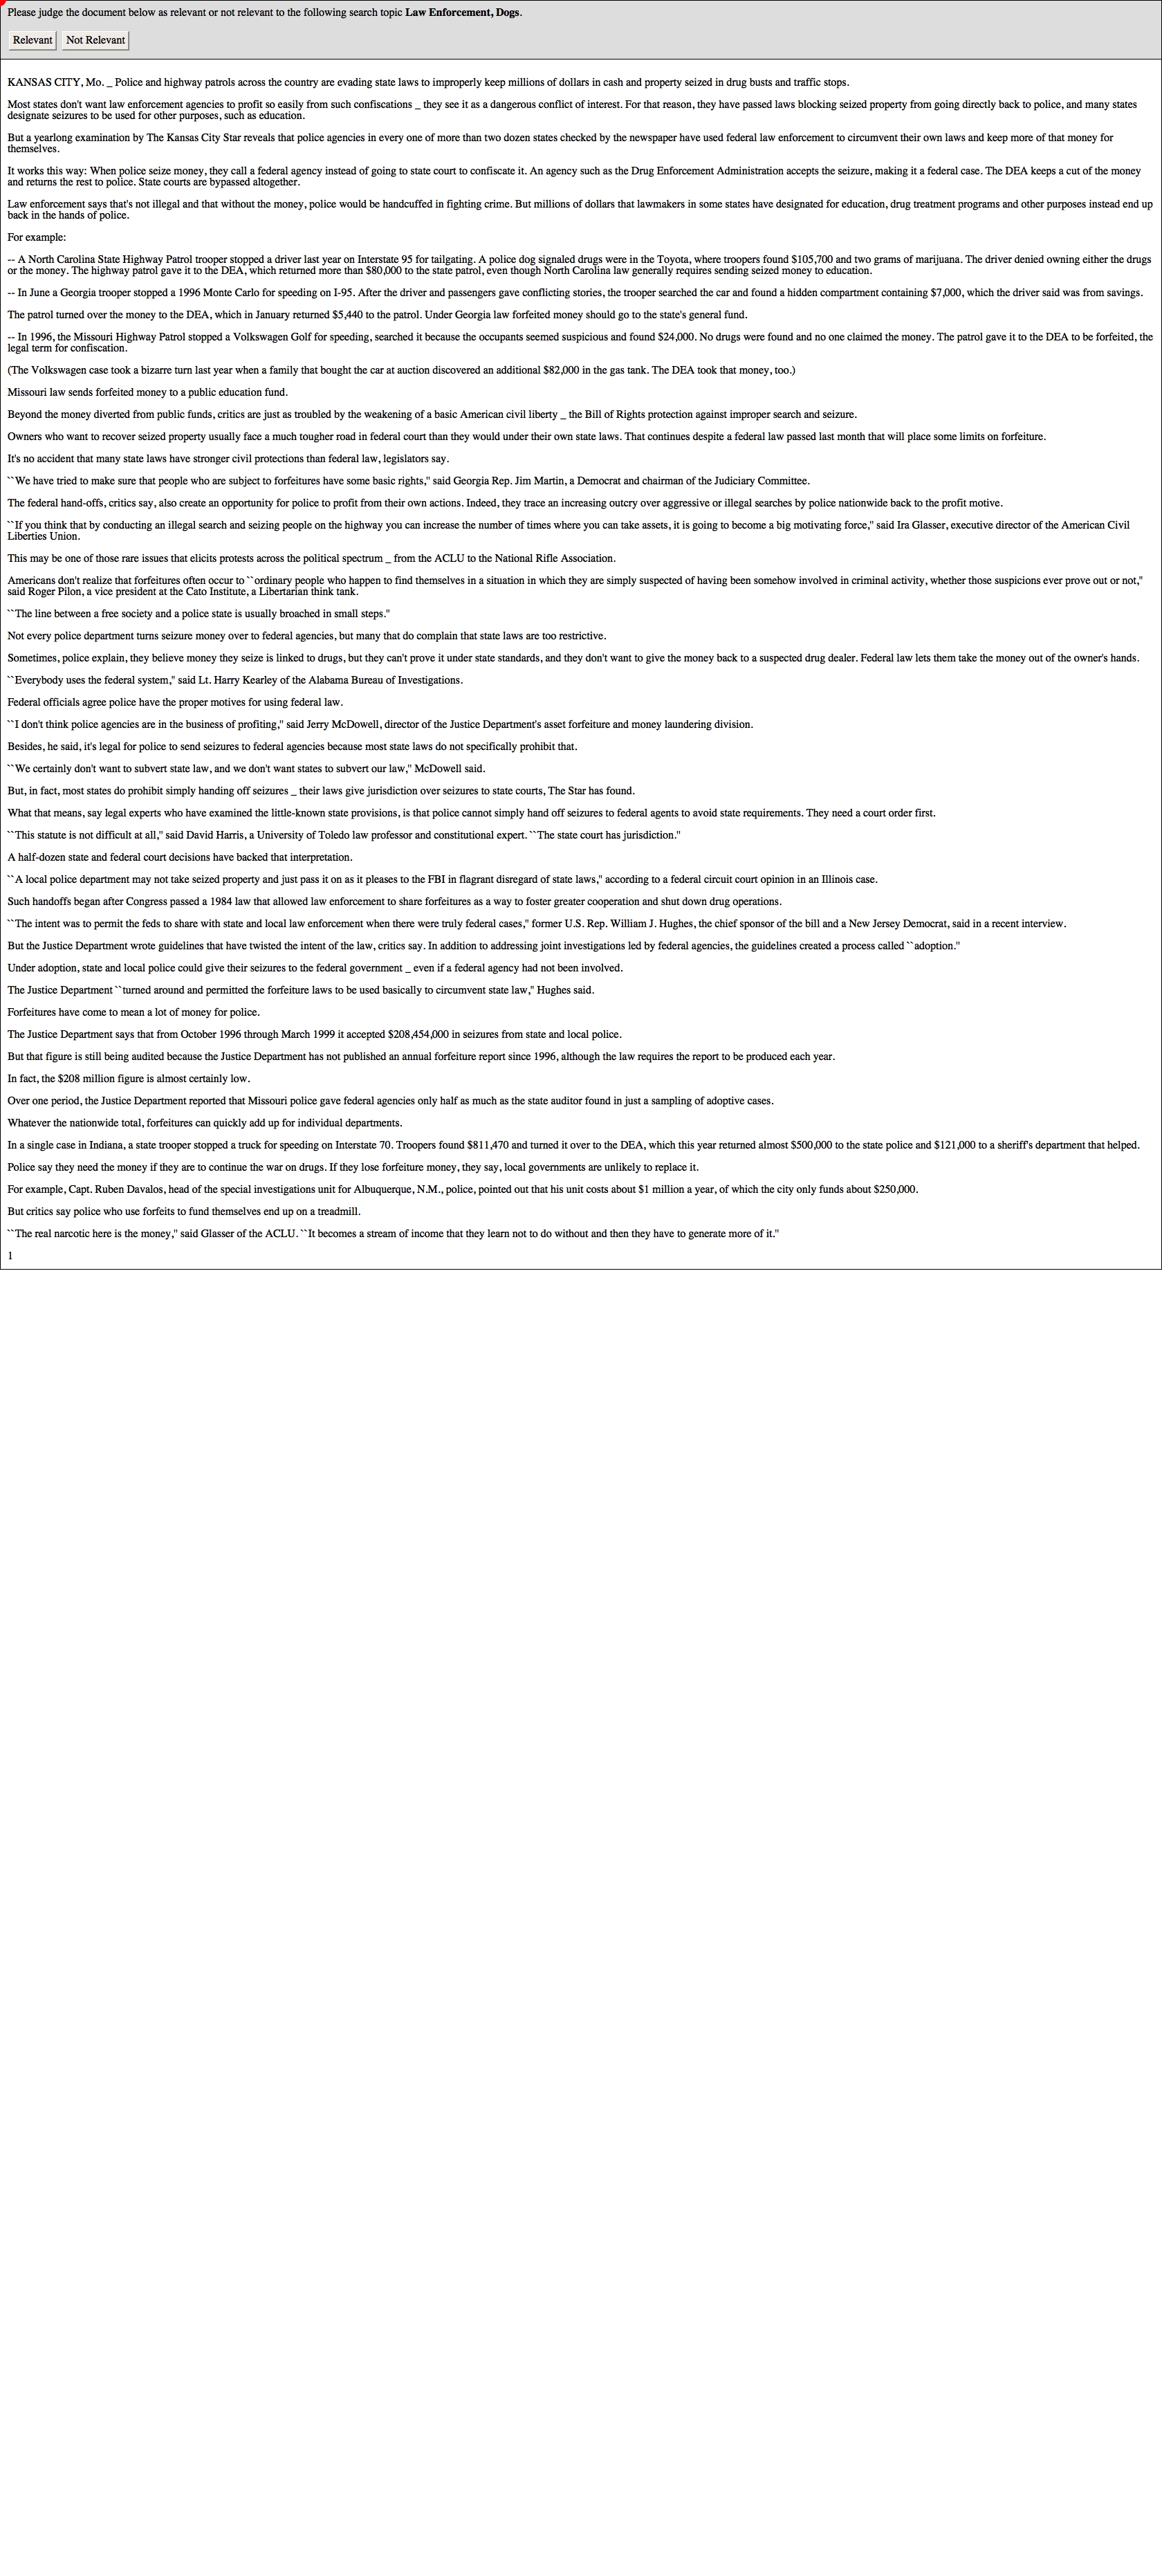 Please judge the document below as relevant or not relevant to the following search topic Law Enforcement, Dogs.
Relevant Not Relevant
KANSAS CITY, Mo. _ Police and highway patrols across the country are evading state laws to improperly keep millions of dollars in cash and property seized in drug busts and traffic stops.
Most states don't want law enforcement agencies to profit so easily from such confiscations _ they see it as a dangerous conflict of interest. For that reason, they have passed laws blocking seized property from going directly back to police, and many states
designate seizures to be used for other purposes, such as education.
But a yearlong examination by The Kansas City Star reveals that police agencies in every one of more than two dozen states checked by the newspaper have used federal law enforcement to circumvent their own laws and keep more of that money for
themselves.
It works this way: When police seize money, they call a federal agency instead of going to state court to confiscate it. An agency such as the Drug Enforcement Administration accepts the seizure, making it a federal case. The DEA keeps a cut of the money
and returns the rest to police. State courts are bypassed altogether.
Law enforcement says that's not illegal and that without the money, police would be handcuffed in fighting crime. But millions of dollars that lawmakers in some states have designated for education, drug treatment programs and other purposes instead end up
back in the hands of police.
For example:
-- A North Carolina State Highway Patrol trooper stopped a driver last year on Interstate 95 for tailgating. A police dog signaled drugs were in the Toyota, where troopers found $105,700 and two grams of marijuana. The driver denied owning either the drugs
or the money. The highway patrol gave it to the DEA, which returned more than $80,000 to the state patrol, even though North Carolina law generally requires sending seized money to education.
-- In June a Georgia trooper stopped a 1996 Monte Carlo for speeding on I-95. After the driver and passengers gave conflicting stories, the trooper searched the car and found a hidden compartment containing $7,000, which the driver said was from savings.
The patrol turned over the money to the DEA, which in January returned $5,440 to the patrol. Under Georgia law forfeited money should go to the state's general fund.
-- In 1996, the Missouri Highway Patrol stopped a Volkswagen Golf for speeding, searched it because the occupants seemed suspicious and found $24,000. No drugs were found and no one claimed the money. The patrol gave it to the DEA to be forfeited, the
legal term for confiscation.
(The Volkswagen case took a bizarre turn last year when a family that bought the car at auction discovered an additional $82,000 in the gas tank. The DEA took that money, too.)
Missouri law sends forfeited money to a public education fund.
Beyond the money diverted from public funds, critics are just as troubled by the weakening of a basic American civil liberty _ the Bill of Rights protection against improper search and seizure.
Owners who want to recover seized property usually face a much tougher road in federal court than they would under their own state laws. That continues despite a federal law passed last month that will place some limits on forfeiture.
It's no accident that many state laws have stronger civil protections than federal law, legislators say.
``We have tried to make sure that people who are subject to forfeitures have some basic rights,'' said Georgia Rep. Jim Martin, a Democrat and chairman of the Judiciary Committee.
The federal hand-offs, critics say, also create an opportunity for police to profit from their own actions. Indeed, they trace an increasing outcry over aggressive or illegal searches by police nationwide back to the profit motive.
``If you think that by conducting an illegal search and seizing people on the highway you can increase the number of times where you can take assets, it is going to become a big motivating force,'' said Ira Glasser, executive director of the American Civil
Liberties Union.
This may be one of those rare issues that elicits protests across the political spectrum _ from the ACLU to the National Rifle Association.
Americans don't realize that forfeitures often occur to ``ordinary people who happen to find themselves in a situation in which they are simply suspected of having been somehow involved in criminal activity, whether those suspicions ever prove out or not,''
said Roger Pilon, a vice president at the Cato Institute, a Libertarian think tank.
``The line between a free society and a police state is usually broached in small steps.''
Not every police department turns seizure money over to federal agencies, but many that do complain that state laws are too restrictive.
Sometimes, police explain, they believe money they seize is linked to drugs, but they can't prove it under state standards, and they don't want to give the money back to a suspected drug dealer. Federal law lets them take the money out of the owner's hands.
``Everybody uses the federal system,'' said Lt. Harry Kearley of the Alabama Bureau of Investigations.
Federal officials agree police have the proper motives for using federal law.
``I don't think police agencies are in the business of profiting,'' said Jerry McDowell, director of the Justice Department's asset forfeiture and money laundering division.
Besides, he said, it's legal for police to send seizures to federal agencies because most state laws do not specifically prohibit that.
``We certainly don't want to subvert state law, and we don't want states to subvert our law,'' McDowell said.
But, in fact, most states do prohibit simply handing off seizures _ their laws give jurisdiction over seizures to state courts, The Star has found.
What that means, say legal experts who have examined the little-known state provisions, is that police cannot simply hand off seizures to federal agents to avoid state requirements. They need a court order first.
``This statute is not difficult at all,'' said David Harris, a University of Toledo law professor and constitutional expert. ``The state court has jurisdiction.''
A half-dozen state and federal court decisions have backed that interpretation.
``A local police department may not take seized property and just pass it on as it pleases to the FBI in flagrant disregard of state laws,'' according to a federal circuit court opinion in an Illinois case.
Such handoffs began after Congress passed a 1984 law that allowed law enforcement to share forfeitures as a way to foster greater cooperation and shut down drug operations.
``The intent was to permit the feds to share with state and local law enforcement when there were truly federal cases,'' former U.S. Rep. William J. Hughes, the chief sponsor of the bill and a New Jersey Democrat, said in a recent interview.
But the Justice Department wrote guidelines that have twisted the intent of the law, critics say. In addition to addressing joint investigations led by federal agencies, the guidelines created a process called ``adoption.''
Under adoption, state and local police could give their seizures to the federal government _ even if a federal agency had not been involved.
The Justice Department ``turned around and permitted the forfeiture laws to be used basically to circumvent state law,'' Hughes said.
Forfeitures have come to mean a lot of money for police.
The Justice Department says that from October 1996 through March 1999 it accepted $208,454,000 in seizures from state and local police.
But that figure is still being audited because the Justice Department has not published an annual forfeiture report since 1996, although the law requires the report to be produced each year.
In fact, the $208 million figure is almost certainly low.
Over one period, the Justice Department reported that Missouri police gave federal agencies only half as much as the state auditor found in just a sampling of adoptive cases.
Whatever the nationwide total, forfeitures can quickly add up for individual departments.
In a single case in Indiana, a state trooper stopped a truck for speeding on Interstate 70. Troopers found $811,470 and turned it over to the DEA, which this year returned almost $500,000 to the state police and $121,000 to a sheriff's department that helped.
Police say they need the money if they are to continue the war on drugs. If they lose forfeiture money, they say, local governments are unlikely to replace it.
For example, Capt. Ruben Davalos, head of the special investigations unit for Albuquerque, N.M., police, pointed out that his unit costs about $1 million a year, of which the city only funds about $250,000.
But critics say police who use forfeits to fund themselves end up on a treadmill.
``The real narcotic here is the money,'' said Glasser of the ACLU. ``It becomes a stream of income that they learn not to do without and then they have to generate more of it.''
1